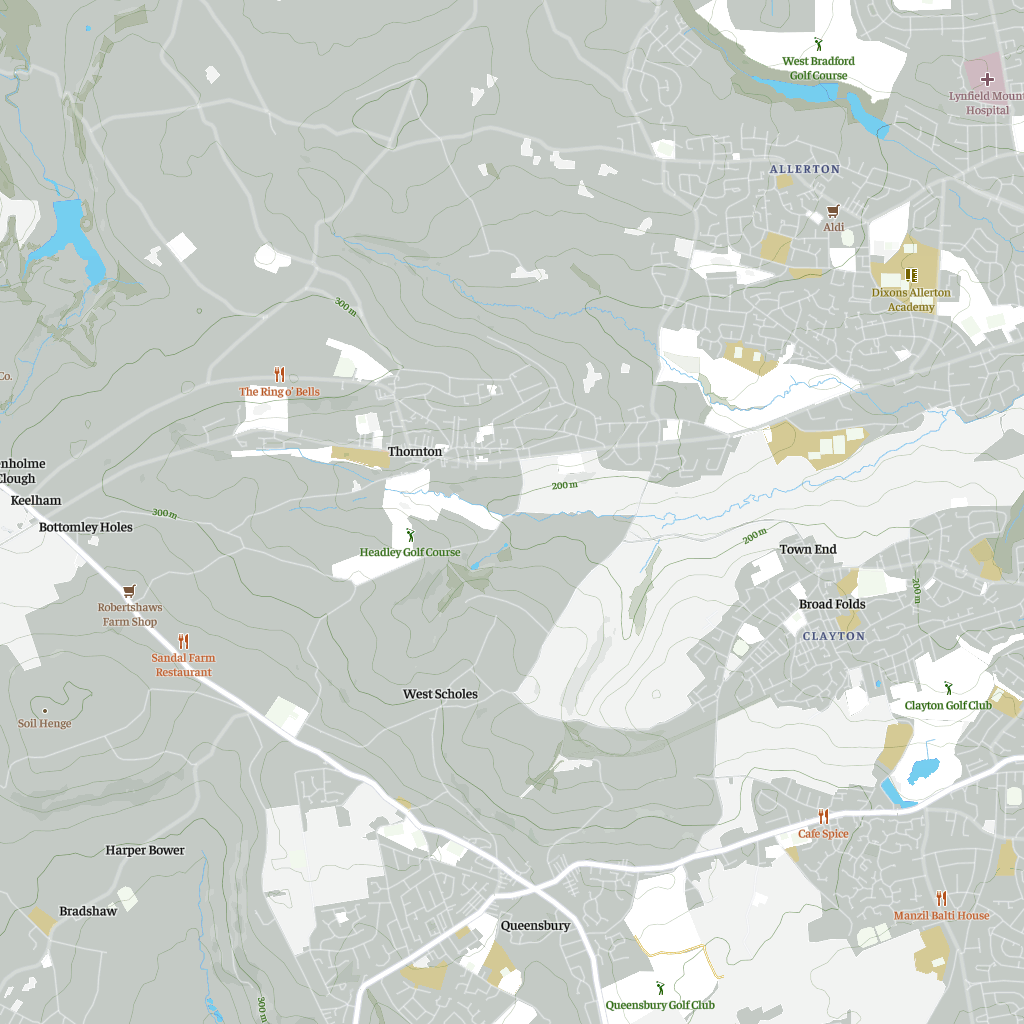 West Bradford
Golf Course
Lynfield Mount
Hospital
ALLERTON
Aldi
Dixons Allerton
Academy
300 m
Co.
The Ring o' Bells
Thornton
enholme
Clough
200 m
Keelham
300 m
Bottomley Holes
Headley Golf Course
200 m
Town End
200 m
Robertshaws
Farm Shop
Broad Folds
CLAYTON
Sandal Farm
Restaurant
West Scholes
Clayton Golf Club
Soil Henge
Cafe Spice
Harper Bower
Bradshaw
Manzil Balti House
Queensbury
300 m
Queensbury Golf Club